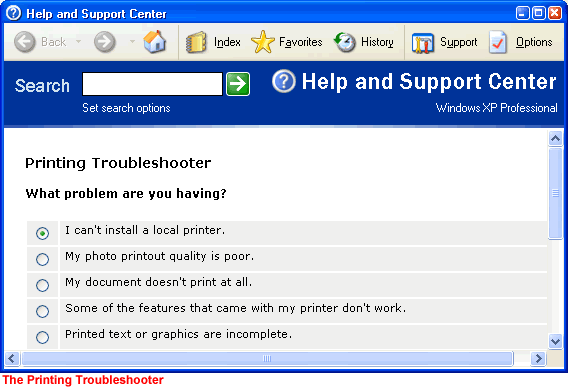 Help and Support Center
Back Index Favorites History Support Options
Search Help and Support Center
Set search options Windows XP Professional
Printing Troubleshooter
What problem are you having?
I can't install a local printer.
My photo printout quality is poor.
My document doesn't print at all.
Some of the features that came with my printer don't work.
Printed text or graphics are incomplete.
The Printing Troubleshooter